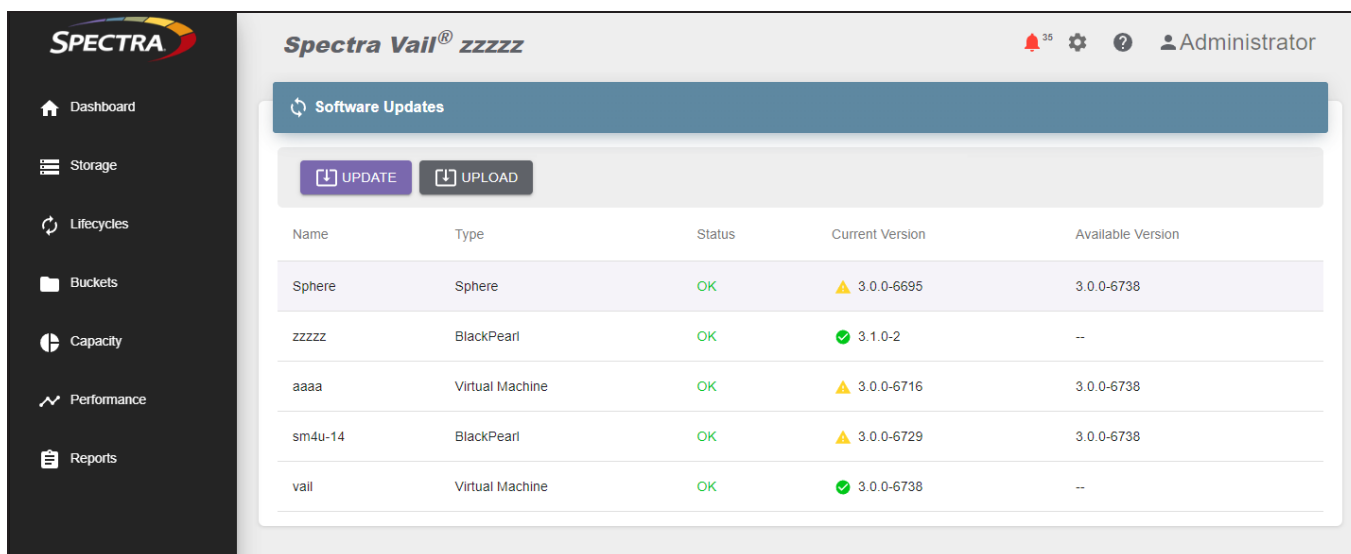 SPECTRA
Spectra Vail® zzzzz
35
Administrator
Dashboard
Storage
Lifecycles
Buckets
Capacity
Performance
Reports
Software Updates
UPDATE UPLOAD
Name Type Status Current Version Available Version
Sphere Sphere OK 3.0.0-6695 3.0.0-6738
zzzzz BlackPearl OK 3.1.0-2 --
aaaa Virtual Machine OK 3.0.0-6716 3.0.0-6738
sm4u-14 BlackPearl OK 3.0.0-6729 3.0.0-6738
vail Virtual Machine OK 3.0.0-6738 --